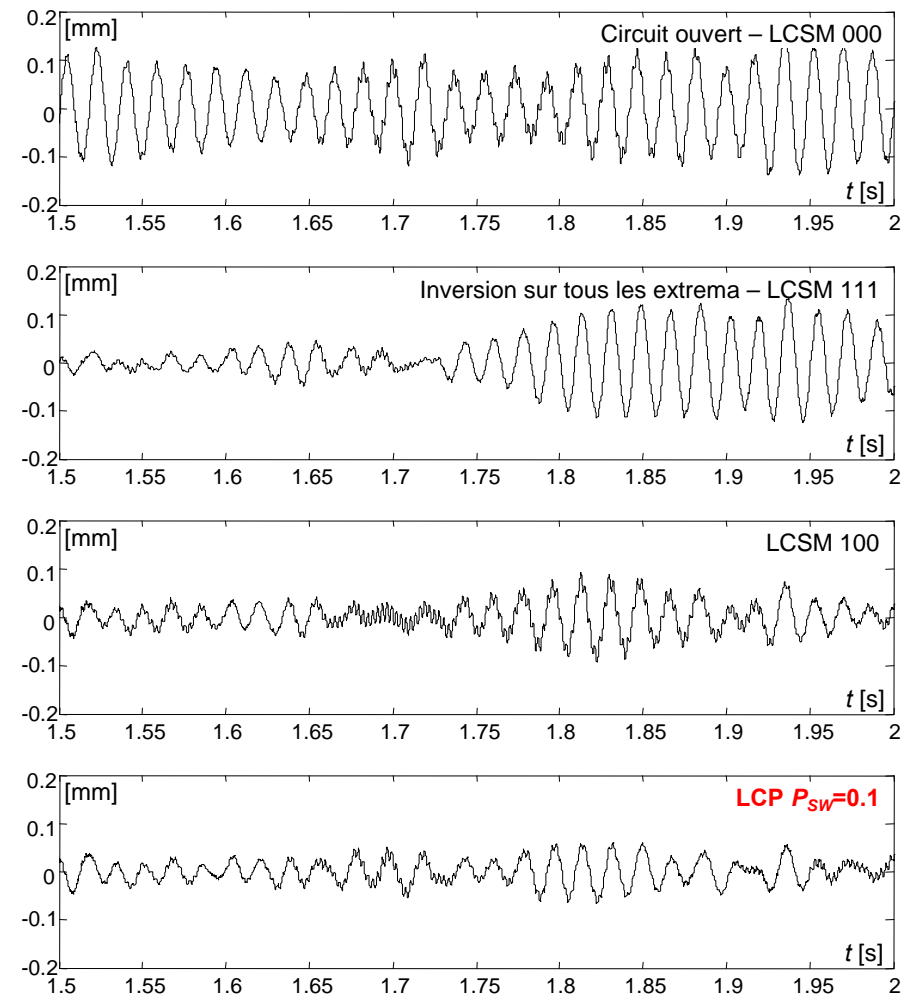 0.2
[mm]
Circuit ouvert – LCSM 000
0.1
0
-0.1
-0.2
t [s]
1.5 1.55 1.6 1.65 1.7 1.75 1.8 1.85 1.9 1.95 2
0.2
[mm]
Inversion sur tous les extrema – LCSM 111
0.1
0
-0.1
-0.2
t [s]
1.5 1.55 1.6 1.65 1.7 1.75 1.8 1.85 1.9 1.95 2
0.2
[mm]
LCSM 100
0.1
0
-0.1
-0.2
t [s]
1.5 1.55 1.6 1.65 1.7 1.75 1.8 1.85 1.9 1.95 2
0.2
[mm]
LCP PSW=0.1
0.1
0
-0.1
-0.2
t [s]
1.5 1.55 1.6 1.65 1.7 1.75 1.8 1.85 1.9 1.95 2